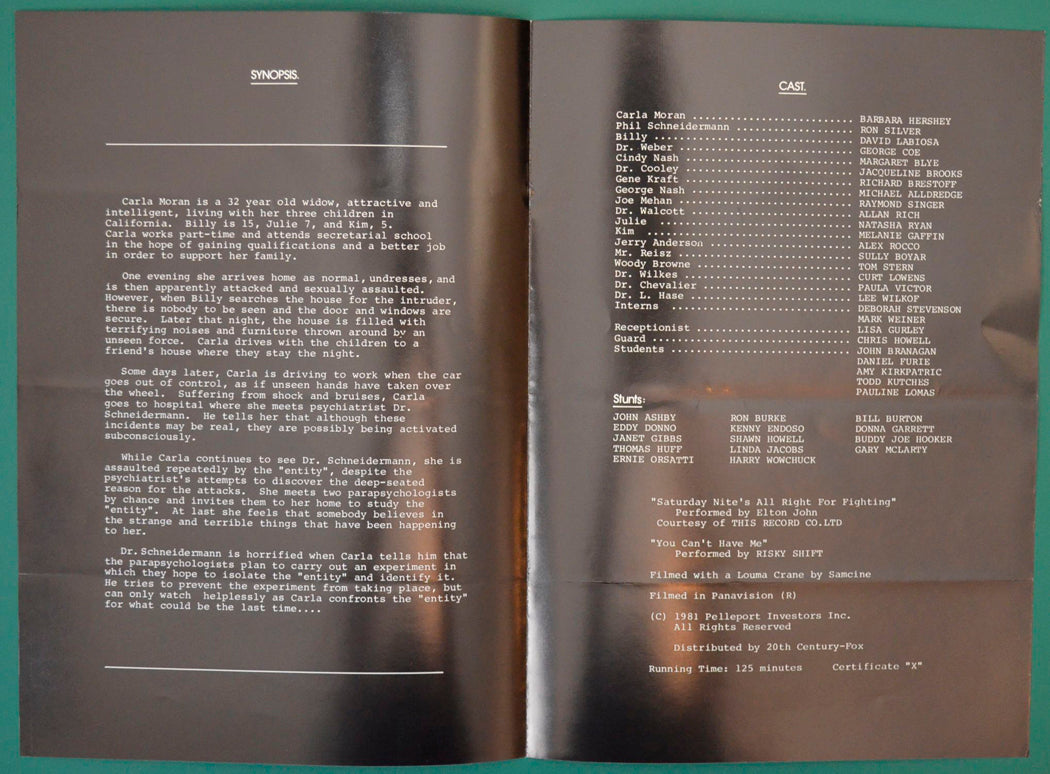 SYNOPSIS.
Carla Moran is a 32 year old widow, attractive and
intelligent, living with her three children in
California. Billy is 15, Julie 7, and Kim, 5.
Carla works part-time and attends secretarial school
in the hope of gaining qualifications and a better job
in order to support her family.
One evening she arrives home as normal, undresses, and
is then apparently attacked and sexually assaulted.
However, when Billy searches the house for the intruder,
there is nobody to be seen and the door and windows are
secure. Later that night, the house is filled with
terrifying noises and furniture thrown around by an
unseen force. Carla drives with the children to a
friend's house where they stay the night.
Some days later, Carla is driving to work when the car
goes out of control, as if unseen hands have taken over
the wheel. Suffering from shock and bruises, Carla
goes to hospital where she meets psychiatrist Dr.
Schneidermann. He tells her that although these
incidents may be real, they are possibly being activated
subconsciously.
While Carla continues to see Dr. Schneidermann, she is
assaulted repeatedly by the "entity", despite the
psychiatrist's attempts to discover the deep-seated
reason for the attacks. She meets two parapsychologists
by chance and invites them to her home to study the
"entity". At last she feels that somebody believes in
the strange and terrible things that have been happening
to her.
Dr. Schneidermann is horrified when Carla tells him that
the parapsychologists plan to carry out an experiment in
which they hope to isolate the "entity" and identify it.
He tries to prevent the experiment from taking place, but
can only watch helplessly as Carla confronts the "entity"
for what could be the last time....
CAST.
Carla Moran .......................... BARBARA HERSHEY
Phil Schneidermann ................... RON SILVER
Billy ................................ DAVID LABIOSA
Dr. Weber ............................ GEORGE COE
Cindy Nash ........................... MARGARET BLYE
Dr. Cooley ........................... JACQUELINE BROOKS
Gene Kraft ........................... RICHARD BRESTOFF
George Nash .......................... MICHAEL ALLDREDGE
Joe Mehan ............................ RAYMOND SINGER
Dr. Walcott .......................... ALLAN RICH
Julie ................................ NATASHA RYAN
Kim .................................. MELANIE GAFFIN
Jerry Anderson ....................... ALEX ROCCO
Mr. Reisz ............................ SULLY BOYAR
Woody Browne ......................... TOM STERN
Dr. Wilkes ........................... CURT LOWENS
Dr. Chevalier ........................ PAULA VICTOR
Dr. L. Hase .......................... LEE WILKOF
Interns .............................. DEBORAH STEVENSON
MARK WEINER
Receptionist ......................... LISA GURLEY
Guard ................................ CHRIS HOWELL
Students ............................. JOHN BRANAGAN
DANIEL FURIE
AMY KIRKPATRIC
TODD KUTCHES
PAULINE LOMAS
Stunts:
JOHN ASHBY RON BURKE BILL BURTON
EDDY DONNO KENNY ENDOSO DONNA GARRETT
JANET GIBBS SHAWN HOWELL BUDDY JOE HOOKER
THOMAS HUFF LINDA JACOBS GARY MCLARTY
ERNIE ORSATTI HARRY WOWCHUCK
"Saturday Nite's All Right For Fighting"
Performed by Elton John
Courtesy of THIS RECORD CO.LTD
"You Can't Have Me"
Performed by RISKY SHIFT
Filmed with a Louma Crane by Samcine
Filmed in Panavision (R)
(C) 1981 Pelleport Investors Inc.
All Rights Reserved
Distributed by 20th Century-Fox
Running Time: 125 minutes Certificate "X"